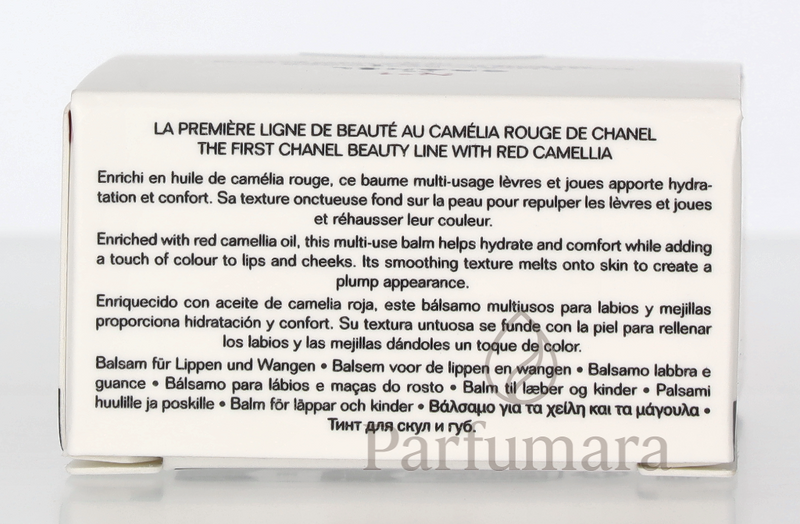 LA PREMIÈRE LIGNE DE BEAUTÉ AU CAMÉLIA ROUGE DE CHANEL
THE FIRST CHANEL BEAUTY LINE WITH RED CAMELLIA
Enrichi en huile de camélia rouge, ce baume multi-usage lèvres et joues apporte hydra-
tation et confort. Sa texture onctueuse fond sur la peau pour repulper les lèvres et joues
et réhausser leur couleur.
Enriched with red camellia oil, this multi-use balm helps hydrate and comfort while adding
a touch of colour to lips and cheeks. Its smoothing texture melts onto skin to create a
plump appearance.
Enriquecido con aceite de camelia roja, este bálsamo multiusos para labios y mejillas
proporciona hidratación y confort. Su textura untuosa se funde con la piel para rellenar
los labios y las mejillas dándoles un toque de color.
Balsam für Lippen und Wangen • Balsem voor de lippen en wangen • Balsamo labbra e
guance • Bálsamo para lábios e maças do rosto • Balm til læber og kinder • Palsami
huulille ja poskille • Balm för läppar och kinder • Βάλσαμο για τα χείλη και τα μάγουλα •
Тинт для скул и губ.
Parfumara